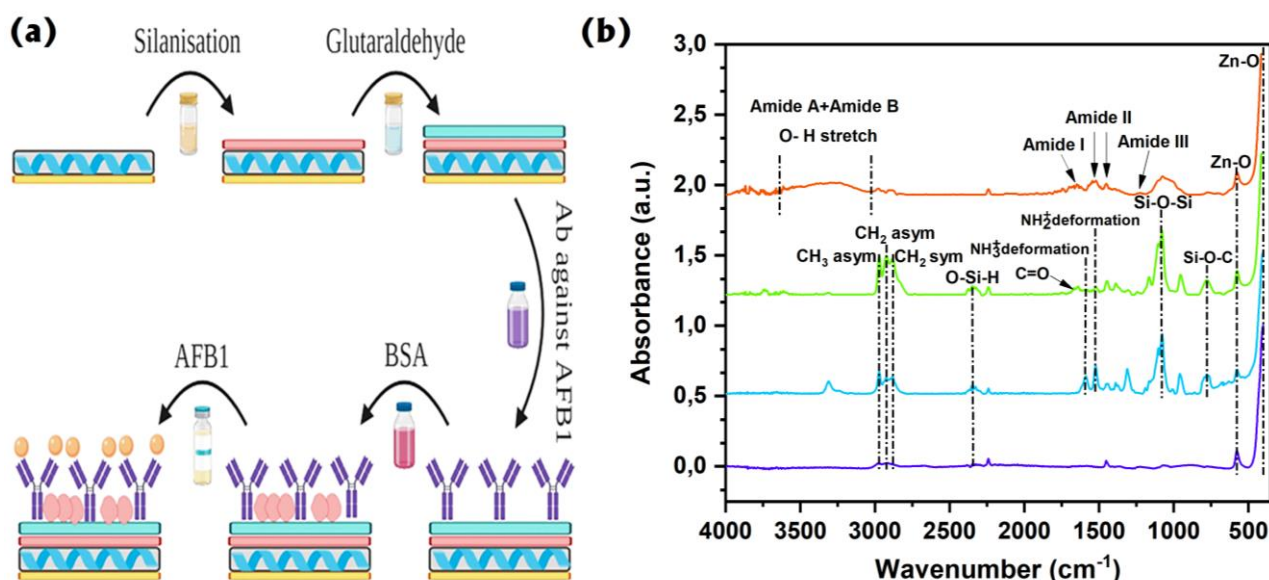 (a)
Silanisation
Glutaraldehyde
Ab against AFB1
BSA
AFB1
(b)
Absorbance (a.u.)
3,0
2,5
2,0
1,5
1,0
0,5
0,0
Zn-O
Amide A+Amide B
O- H stretch
Amide II
Amide I
Amide III
Zn-O
Si-O-Si
NH₂⁺deformation
CH₂ asym
NH₃⁺deformation
CH₃ asym
CH₂ sym
Si-O-C
O-Si-H
C=O
4000 3500 3000 2500 2000 1500 1000 500
Wavenumber (cm⁻¹)